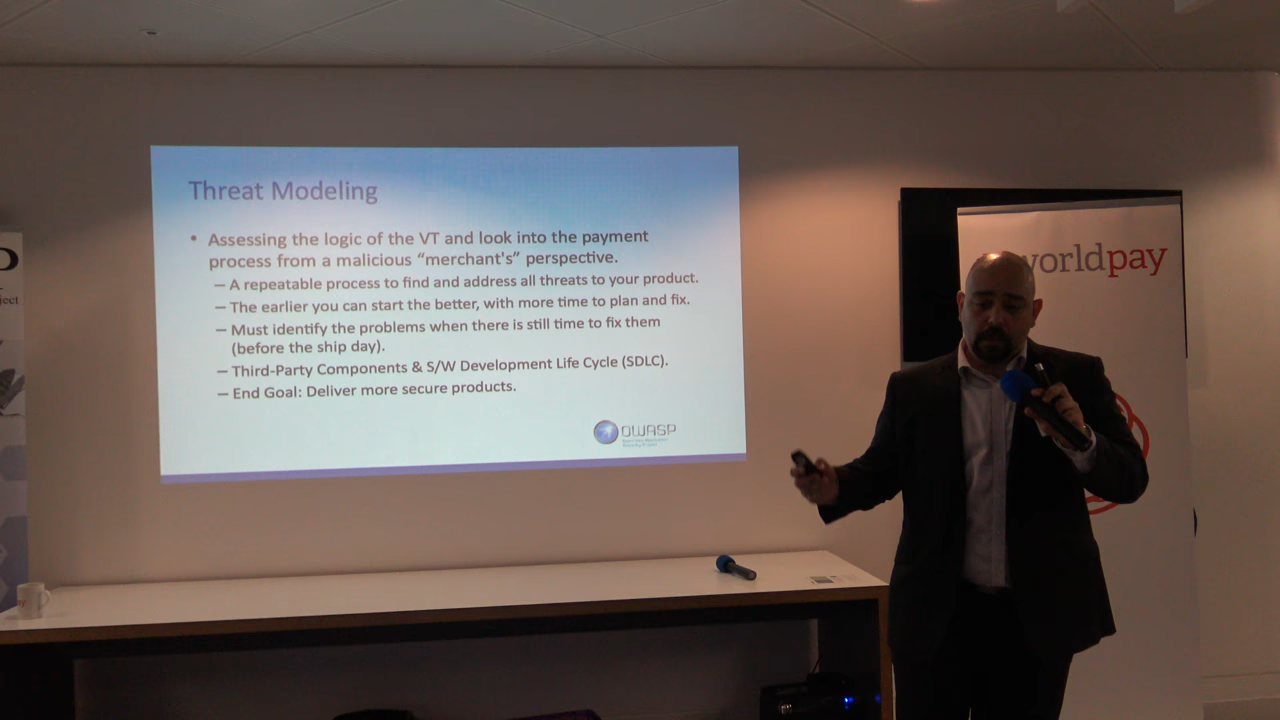 Threat Modeling
• Assessing the logic of the VT and look into the payment
process from a malicious “merchant's” perspective.
– A repeatable process to find and address all threats to your product.
– The earlier you can start the better, with more time to plan and fix.
– Must identify the problems when there is still time to fix them
(before the ship day).
– Third-Party Components & S/W Development Life Cycle (SDLC).
– End Goal: Deliver more secure products.
OWASP
worldpay